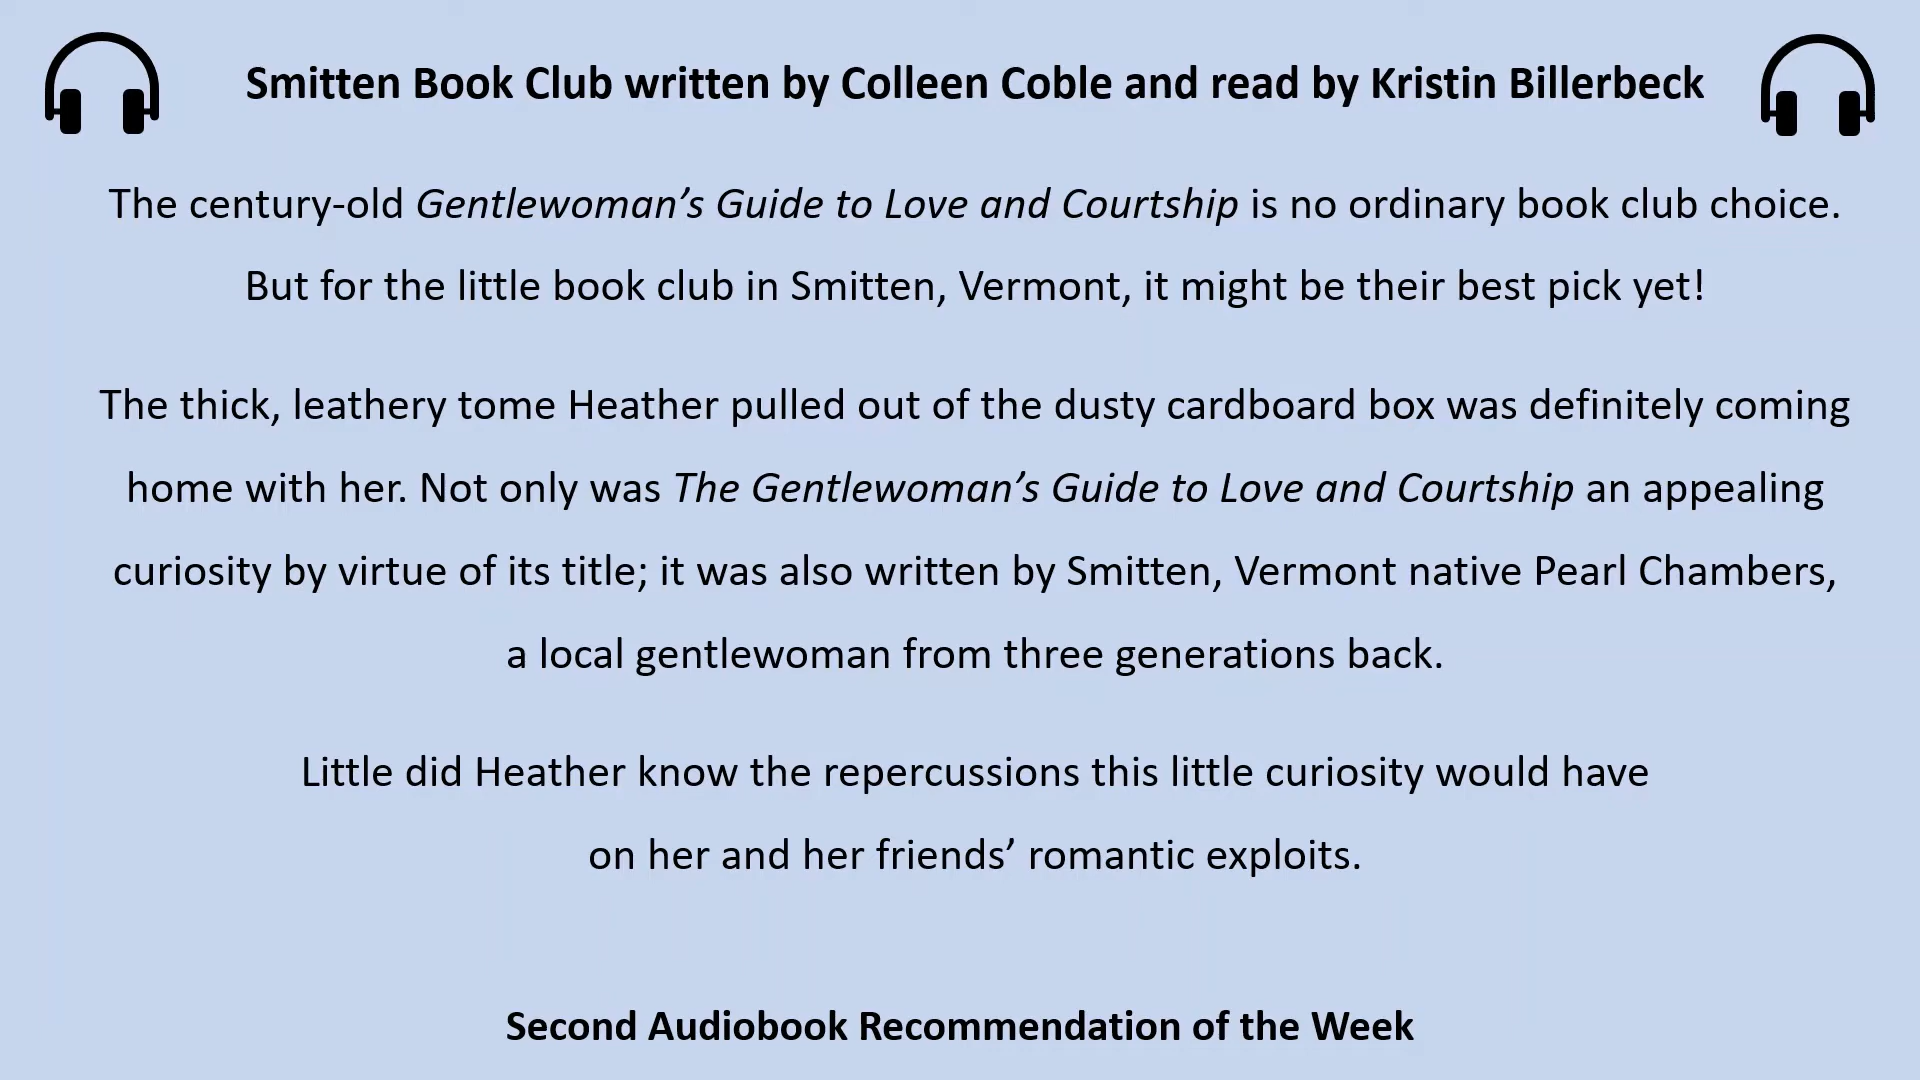 Smitten Book Club written by Colleen Coble and read by Kristin Billerbeck
The century-old Gentlewoman’s Guide to Love and Courtship is no ordinary book club choice.
But for the little book club in Smitten, Vermont, it might be their best pick yet!
The thick, leathery tome Heather pulled out of the dusty cardboard box was definitely coming
home with her. Not only was The Gentlewoman’s Guide to Love and Courtship an appealing
curiosity by virtue of its title; it was also written by Smitten, Vermont native Pearl Chambers,
a local gentlewoman from three generations back.
Little did Heather know the repercussions this little curiosity would have
on her and her friends’ romantic exploits.
Second Audiobook Recommendation of the Week